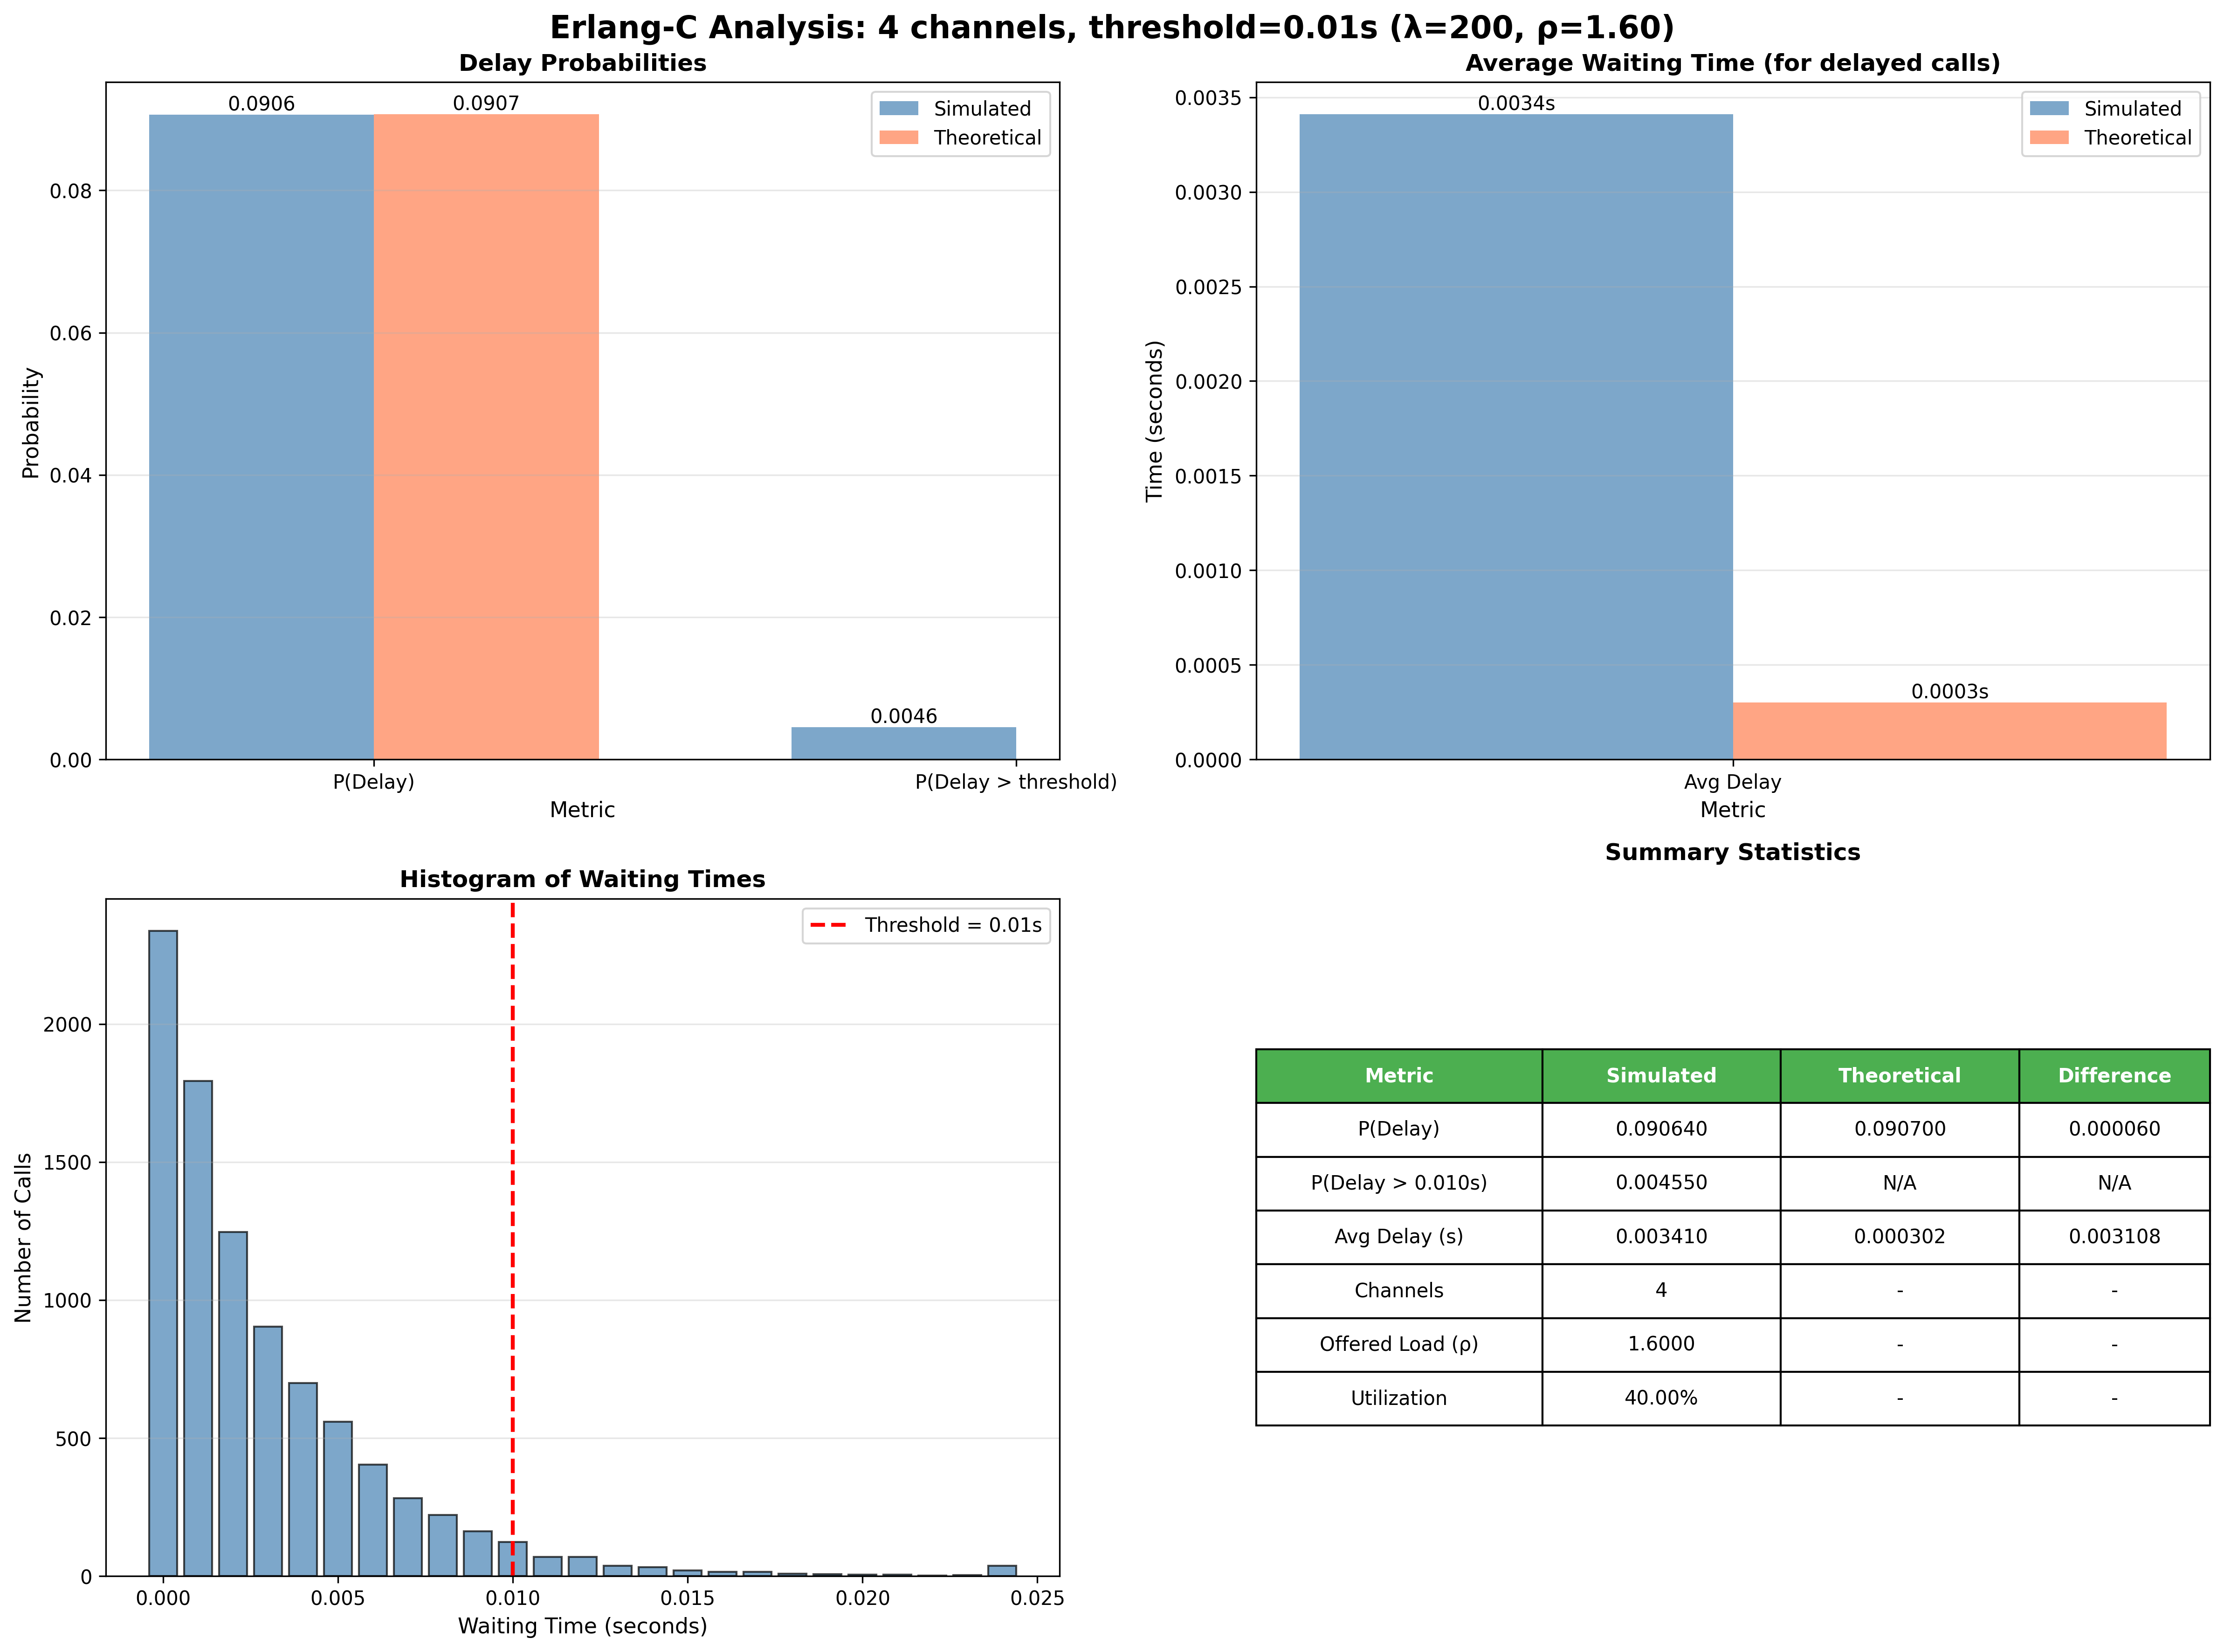 Erlang-C Analysis: 4 channels, threshold=0.01s (λ=200, ρ=1.60)
Delay Probabilities
0.0906
0.0907
0.0046
Simulated
Theoretical
0.08
0.06
0.04
0.02
0.00
Probability
P(Delay)
P(Delay > threshold)
Metric
Average Waiting Time (for delayed calls)
0.0034s
0.0003s
Simulated
Theoretical
0.0035
0.0030
0.0025
0.0020
0.0015
0.0010
0.0005
0.0000
Time (seconds)
Avg Delay
Metric
Histogram of Waiting Times
Threshold = 0.01s
2000
1500
1000
500
0
Number of Calls
0.000 0.005 0.010 0.015 0.020 0.025
Waiting Time (seconds)
Summary Statistics
Metric Simulated Theoretical Difference
P(Delay) 0.090640 0.090700 0.000060
P(Delay > 0.010s) 0.004550 N/A N/A
Avg Delay (s) 0.003410 0.000302 0.003108
Channels 4 - -
Offered Load (ρ) 1.6000 - -
Utilization 40.00% - -